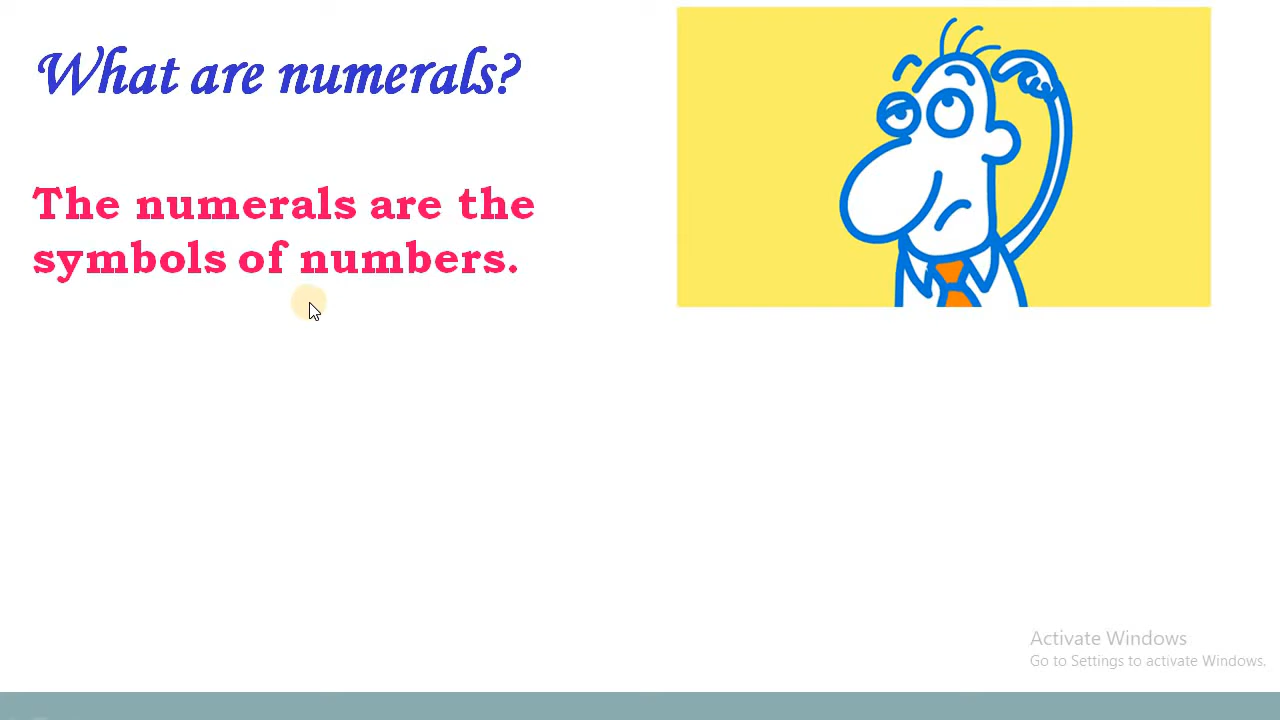 What are numerals?
The numerals are the
symbols of numbers.
Activate Windows
Go to Settings to activate Windows.